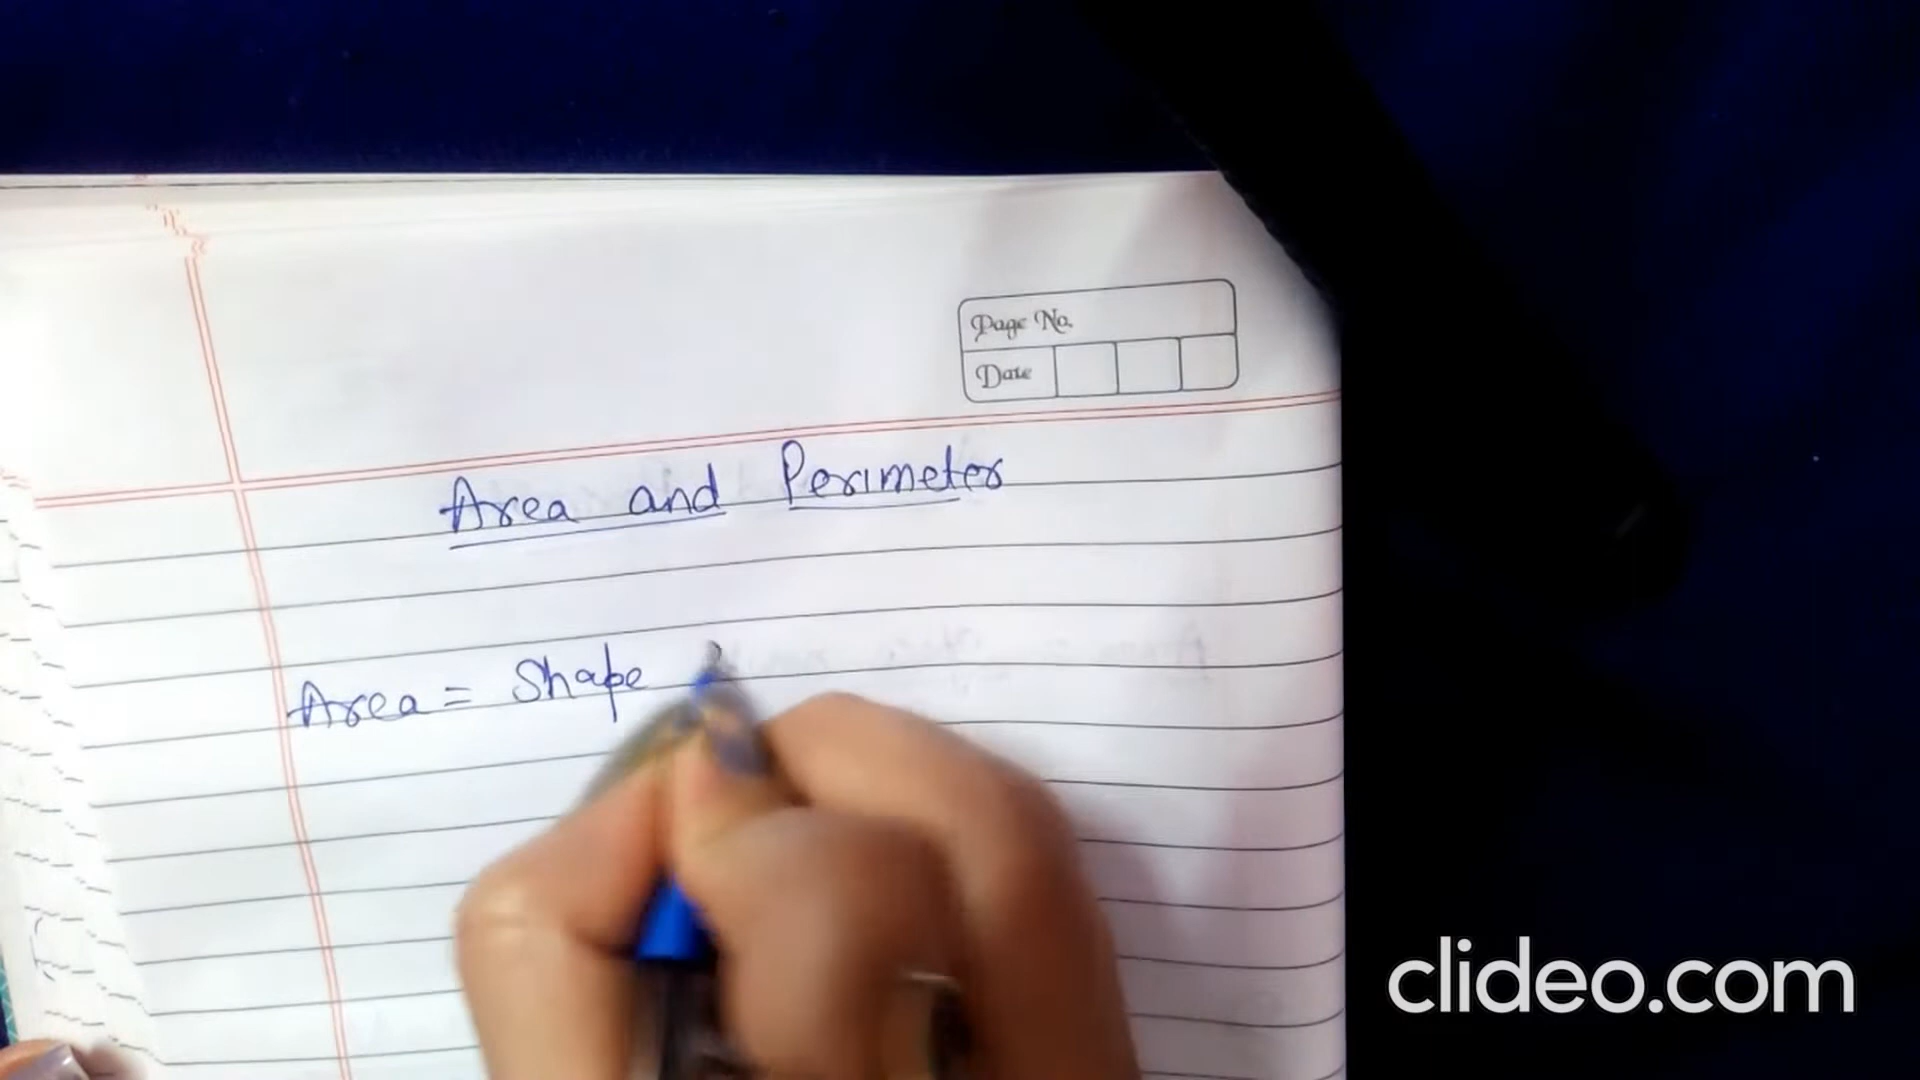 Page No.
Date
Area and Perimeter
Area = Shape
clideo.com